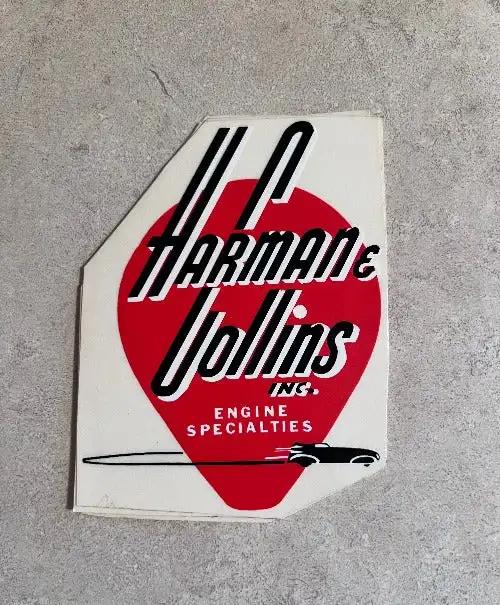 HARMAN &
Collins
INC.
ENGINE
SPECIALTIES